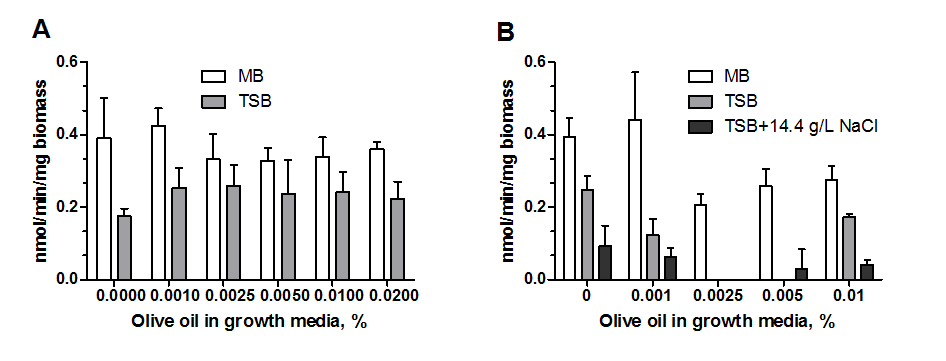 A
nmol/min/mg biomass
0.6
0.4
0.2
0.0
MB
TSB
0.0000 0.0010 0.0025 0.0050 0.0100 0.0200
Olive oil in growth media, %
B
nmol/min/mg biomass
0.6
0.4
0.2
0.0
MB
TSB
TSB+14.4 g/L NaCl
0 0.001 0.0025 0.005 0.01
Olive oil in growth media, %